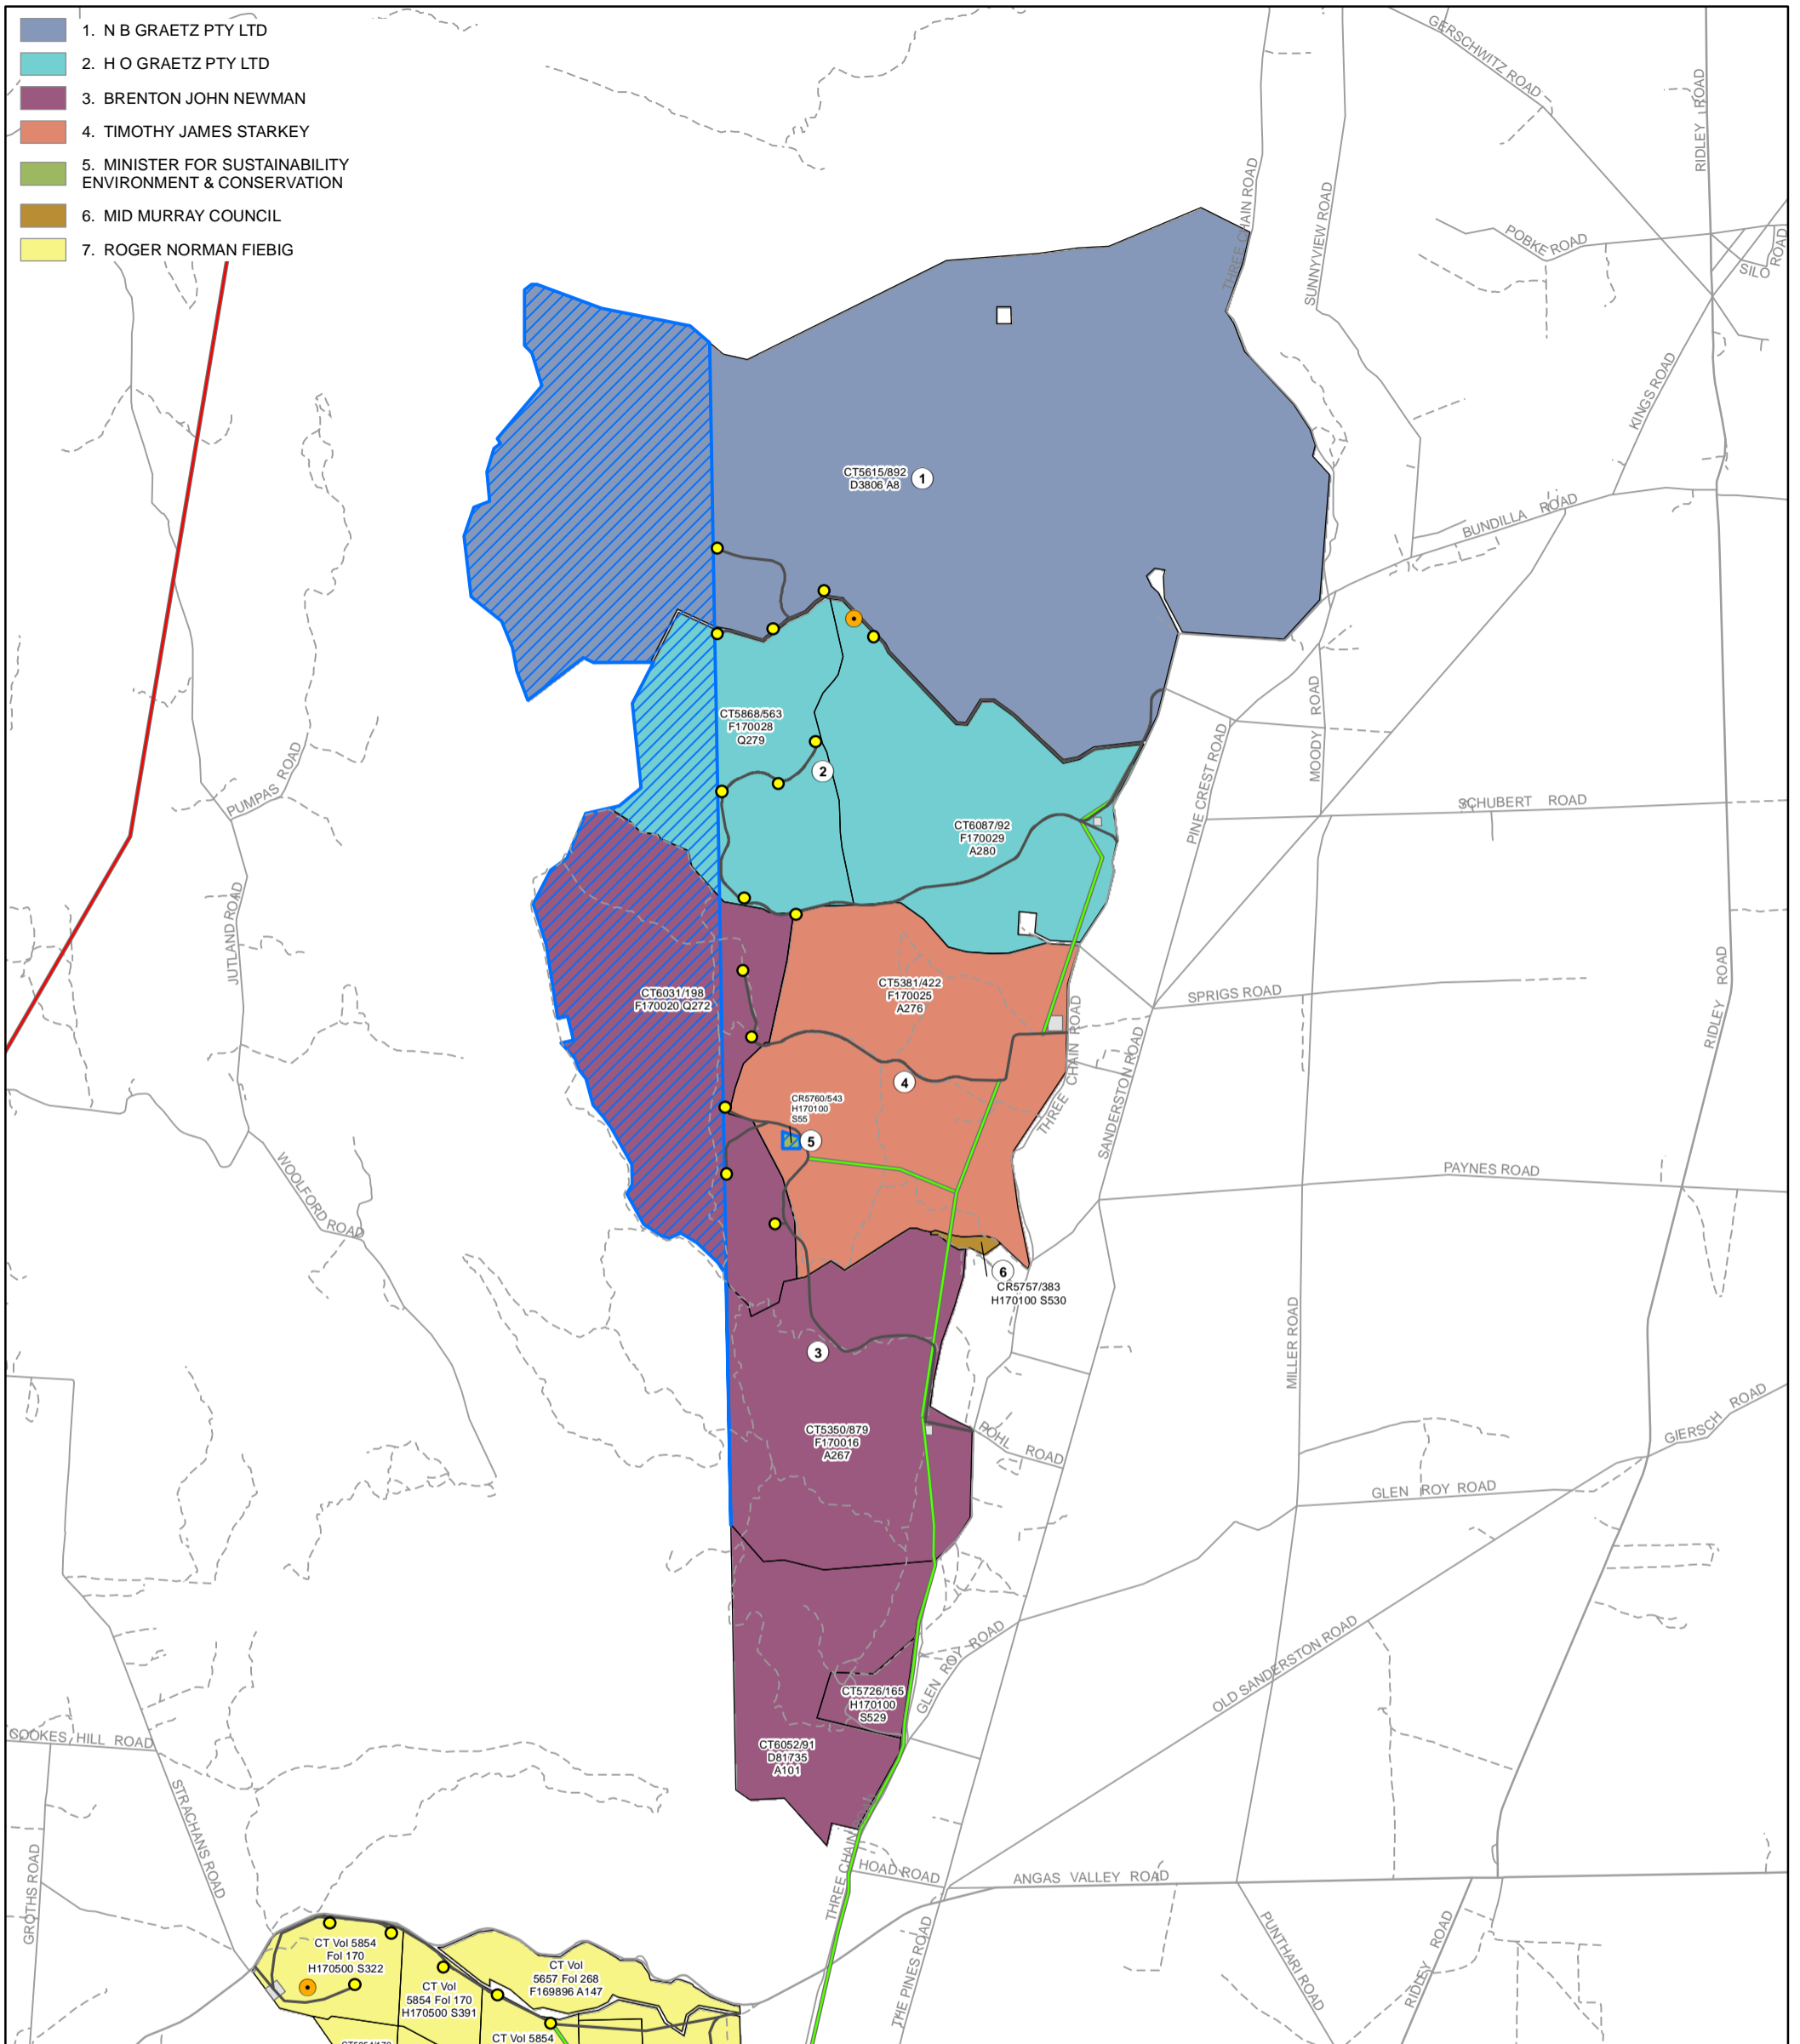 1. N B GRAETZ PTY LTD
2. H O GRAETZ PTY LTD
3. BRENTON JOHN NEWMAN
4. TIMOTHY JAMES STARKEY
5. MINISTER FOR SUSTAINABILITY
ENVIRONMENT & CONSERVATION
6. MID MURRAY COUNCIL
7. ROGER NORMAN FIEBIG
GERSCHWITZ ROAD
RIDLEY ROAD
THREE CHAIN ROAD
SUNNYVIEW ROAD
POBKE ROAD
SILO ROAD
KINGS ROAD
BUNDILLA ROAD
CT5615/892
D3806 A8
1
CT5868/563
F170028
Q279
2
CT6087/92
F170029
A280
PINE CREST ROAD
MOODY ROAD
SCHUBERT ROAD
PUMPAS ROAD
JUTLAND ROAD
CT6031/198
F170020 Q272
CT5381/422
F170025
A276
4
SPRIGS ROAD
RIDLEY ROAD
THREE CHAIN ROAD
SANDERSTON ROAD
CR5760/543
H170100
S55
5
PAYNES ROAD
WOOLFORD ROAD
6
CR5757/383
H170100 S530
3
MILLER ROAD
CT5350/879
F170016
A267
POHL ROAD
GIERSCH ROAD
GLEN ROY ROAD
GLEN ROY ROAD
OLD SANDERSTON ROAD
CT5726/165
H170100
S529
CT6052/91
D81735
A101
COOKES HILL ROAD
STRACHANS ROAD
GROTHS ROAD
THREE CHAIN ROAD
HOAD ROAD
ANGAS VALLEY ROAD
THE PINES ROAD
PUNTHARI ROAD
RIDLEY ROAD
CT Vol 5854
Fol 170
H170500 S322
CT Vol
5854 Fol 170
H170500 S391
CT Vol
5657 Fol 268
F169896 A147
CT Vol 5854